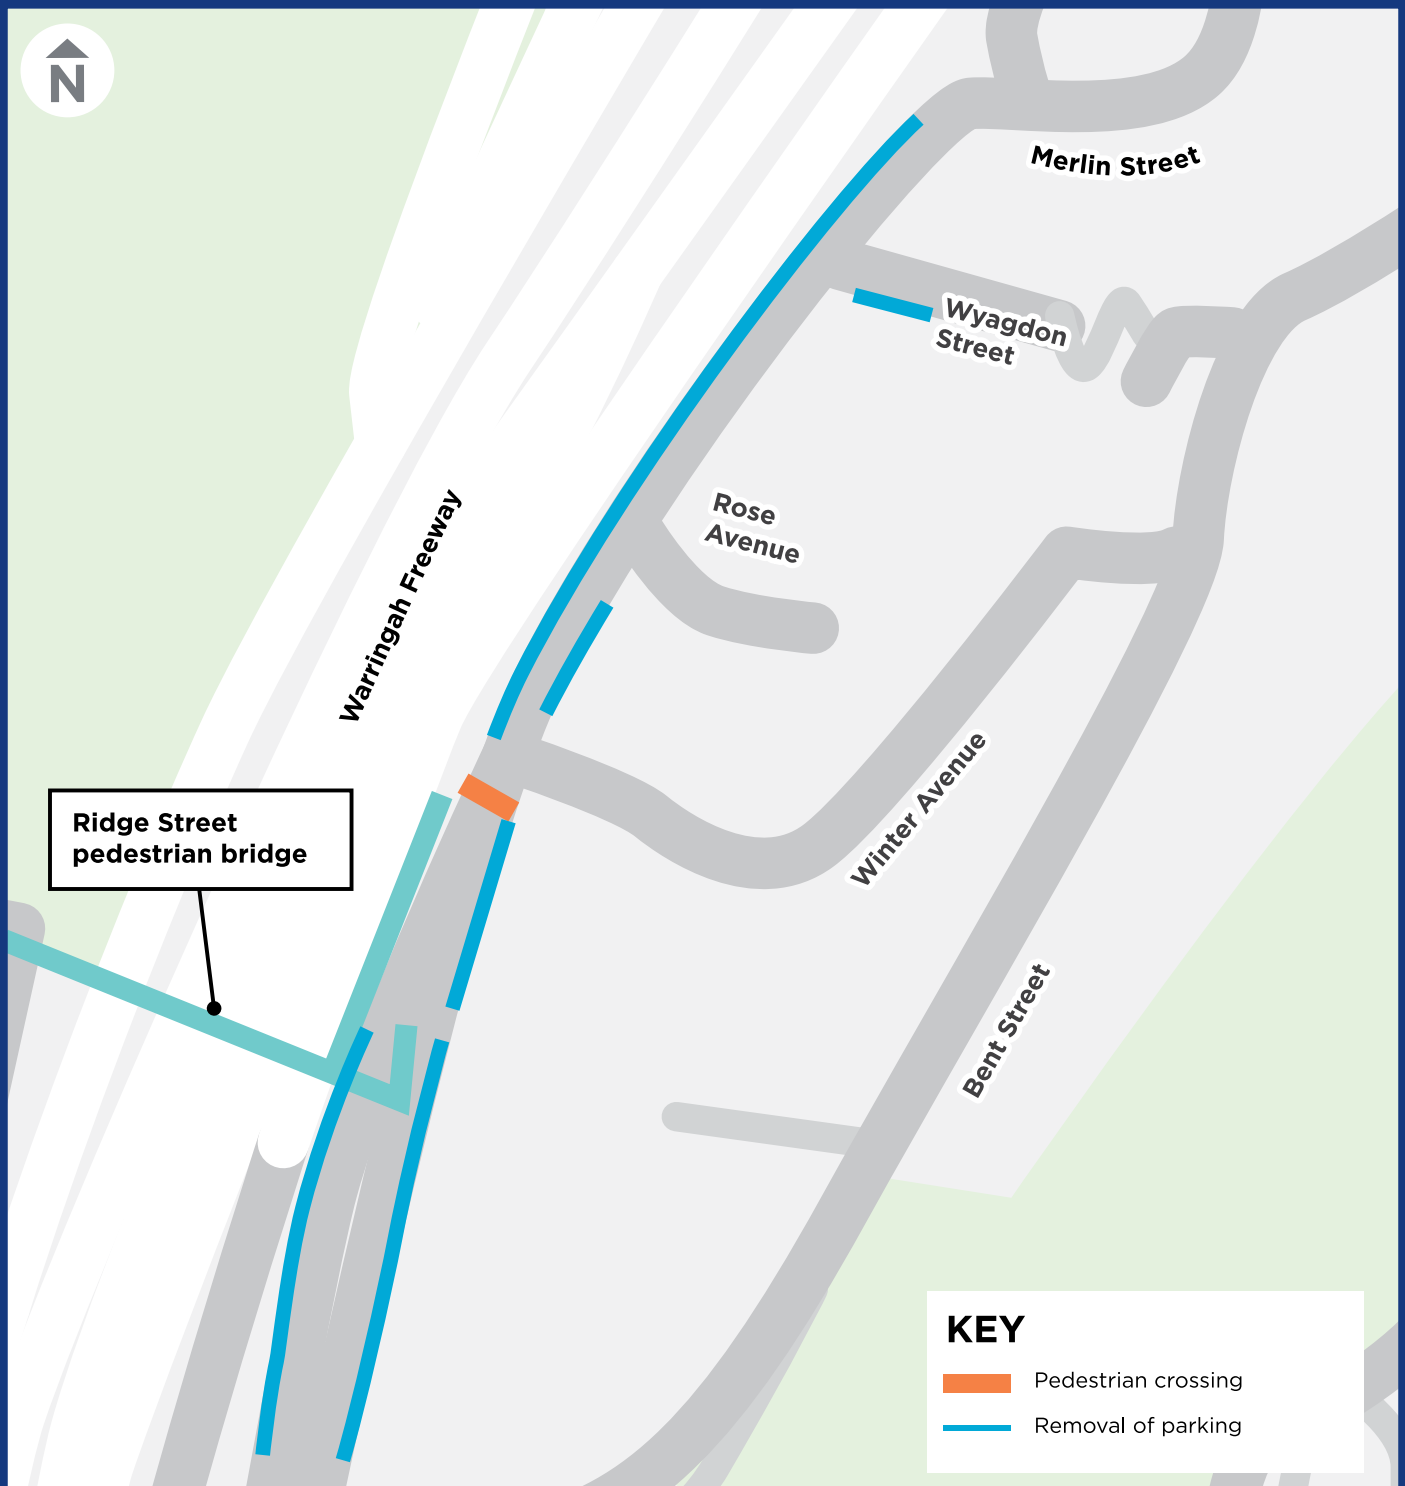 N
Merlin Street
Wyagdon
Street
Rose
Avenue
Warringah Freeway
Winter Avenue
Ridge Street
pedestrian bridge
Bent Street
KEY
Pedestrian crossing
Removal of parking